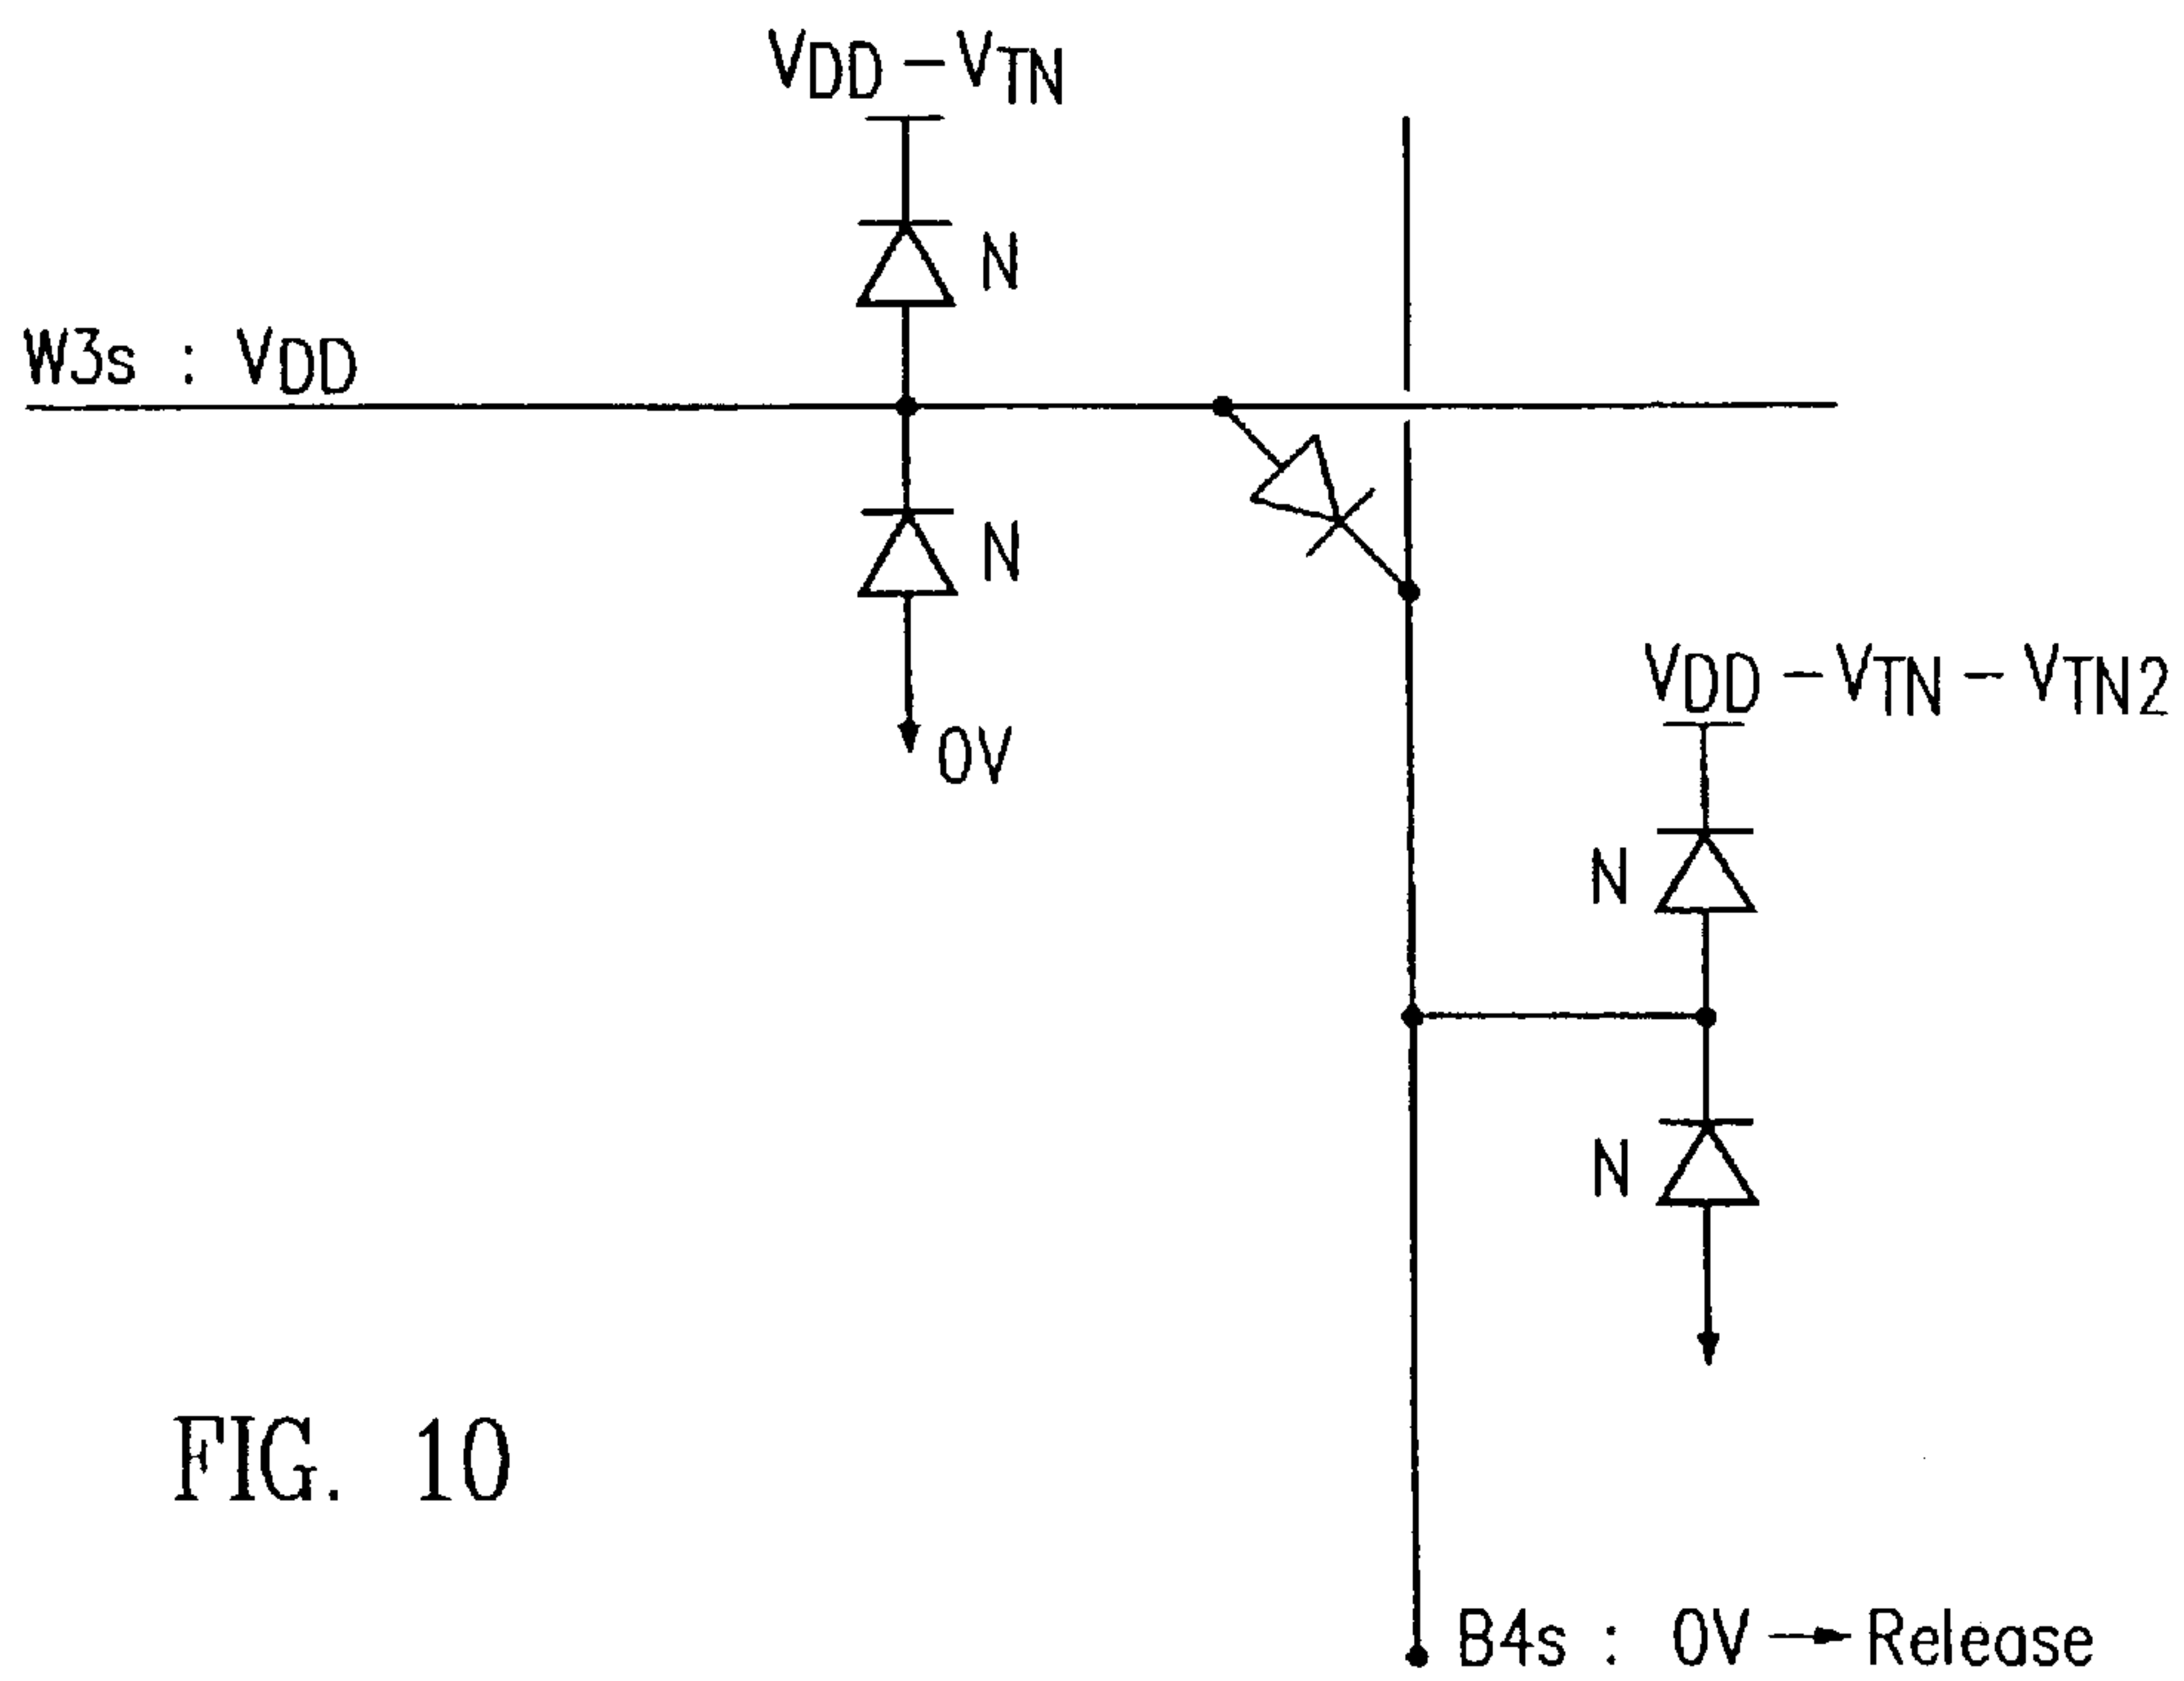 VDD – VTN
N
W3s : VDD
N
0V
VDD – VTN – VTN2
N
N
FIG. 10
B4s : 0V → Release